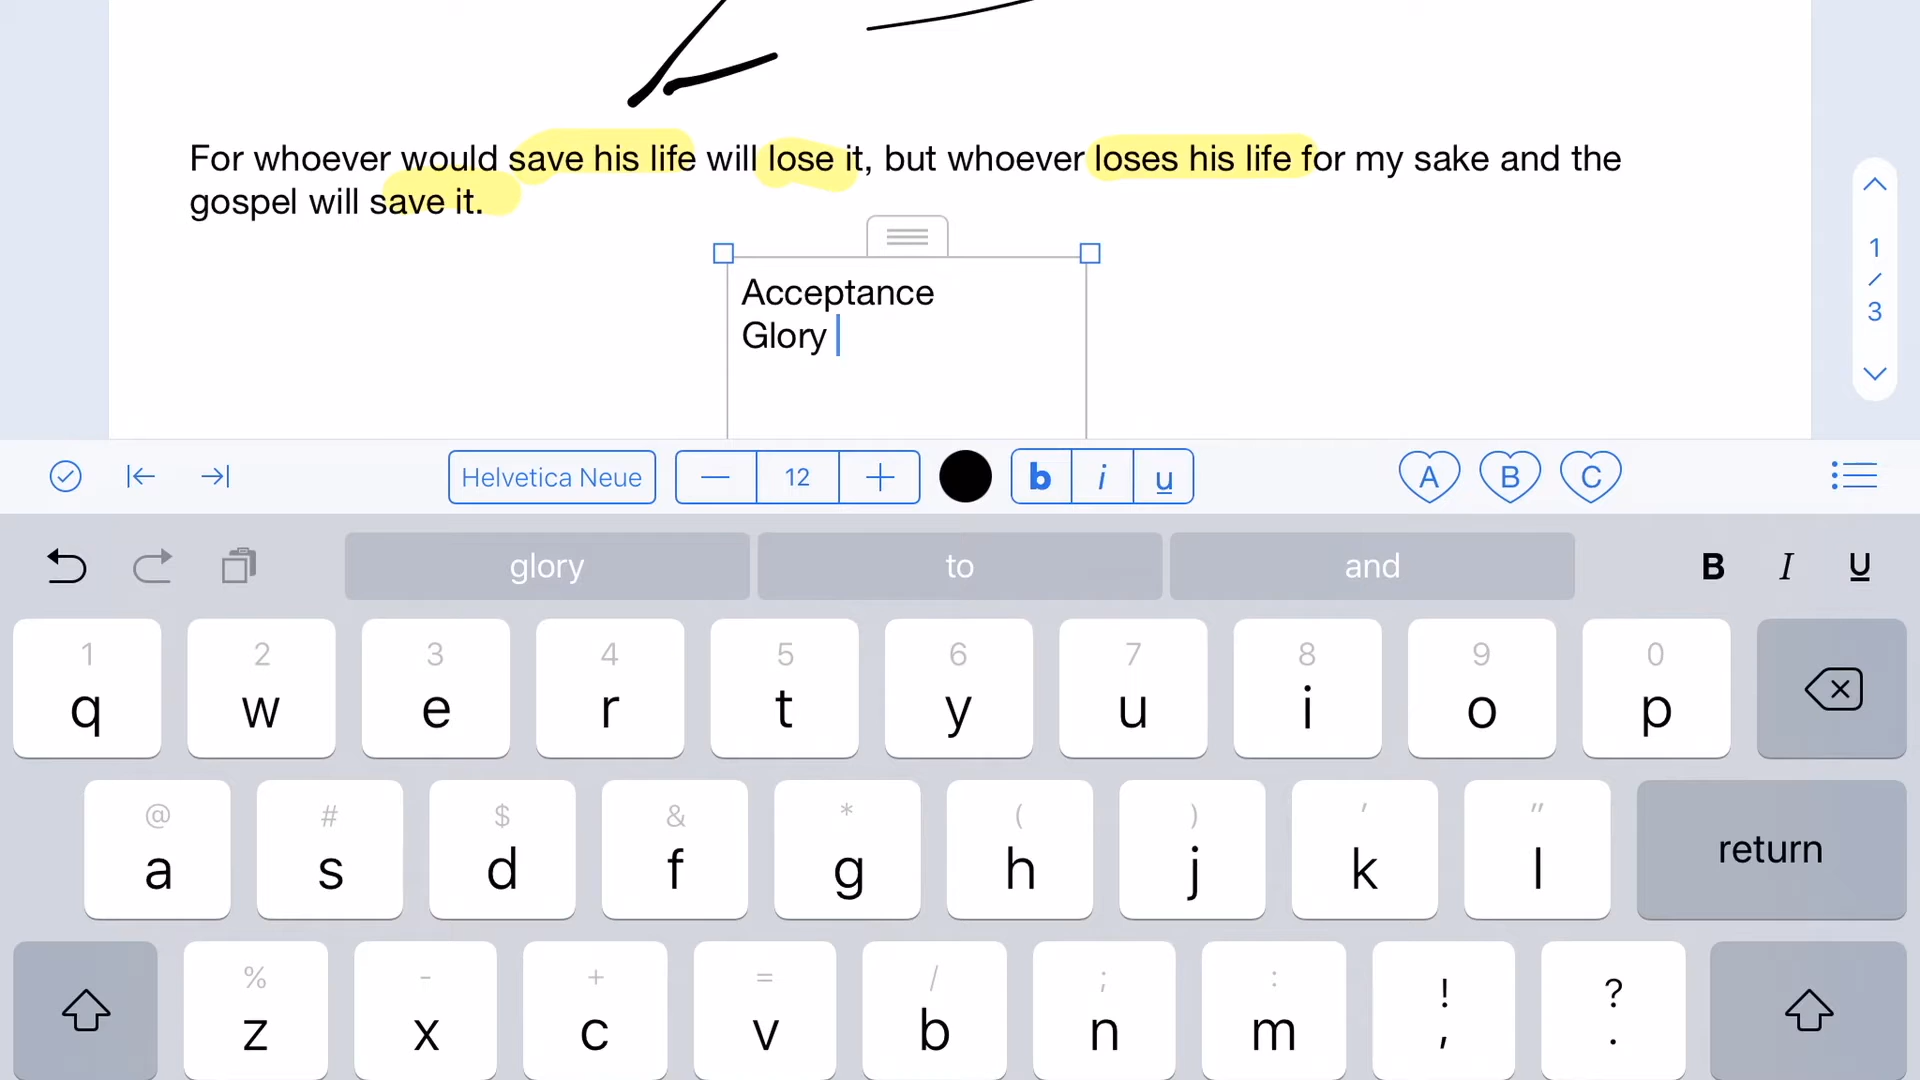 For whoever would save his life will lose it, but whoever loses his life for my sake and the
gospel will save it.
Acceptance
Glory
1
/
3
Helvetica Neue
12
b i u
A B C
glory to and
B I U
1 2 3 4 5 6 7 8 9 0
q w e r t y u i o p
@ # $ & * ( ) ' "
a s d f g h j k l return
% - + = / ; : ! ?
z x c v b n m , .